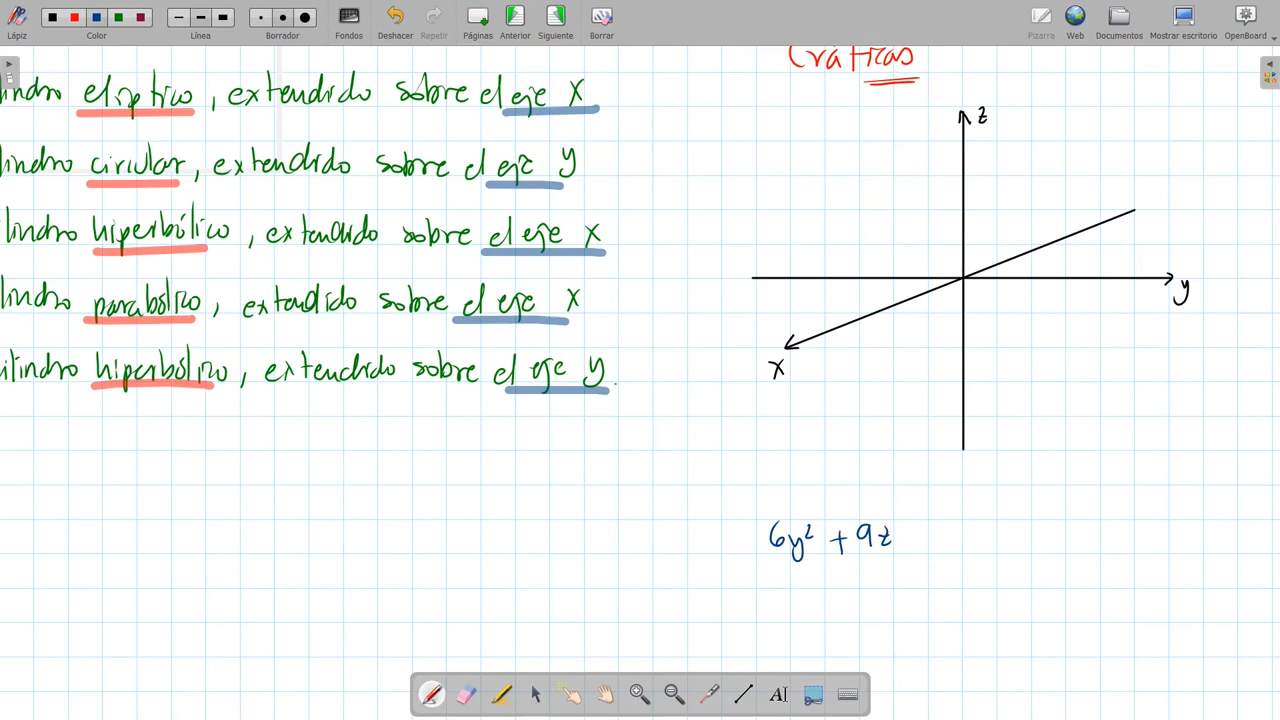 Lápiz Color Línea Borrador Fondos Deshacer Repetir Páginas Anterior Siguiente Borrar Pizarra Web Documentos Mostrar escritorio OpenBoard
lindro elíptico, extendido sobre el eje X
lindro circular, extendido sobre el eje y
lindro hiperbólico, extendido sobre el eje x
lindro parabólico, extendido sobre el eje x
ilindro hiperbólico, extendido sobre el eje y.
z
y
x
6y² + 9z